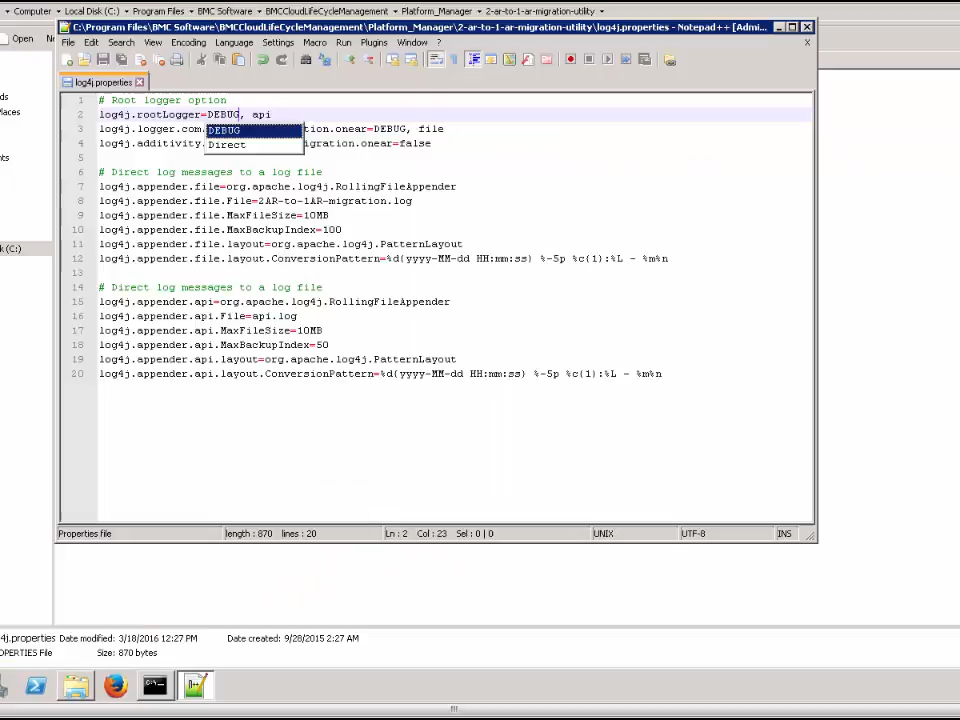 Computer ▾ Local Disk (C:) ▾ Program Files ▾ BMC Software ▾ BMCCloudLifeCycleManagement ▾ Platform_Manager ▾ 2-ar-to-1-ar-migration-utility ▾
C:\Program Files\BMC Software\BMCCloudLifeCycleManagement\Platform_Manager\2-ar-to-1-ar-migration-utility\log4j.properties - Notepad++ [Admi...
Open
File Edit Search View Encoding Language Settings Macro Run Plugins Window ? X
log4j.properties
1 # Root logger option
2 log4j.rootLogger=DEBUG, api
3 log4j.logger.com. tion.onear=DEBUG, file
DEBUG
4 log4j.additivity. igration.onear=false
Direct
5
6 # Direct log messages to a log file
7 log4j.appender.file=org.apache.log4j.RollingFileAppender
8 log4j.appender.file.File=2AR-to-1AR-migration.log
9 log4j.appender.file.MaxFileSize=10MB
10 log4j.appender.file.MaxBackupIndex=100
11 log4j.appender.file.layout=org.apache.log4j.PatternLayout
12 log4j.appender.file.layout.ConversionPattern=%d{yyyy-MM-dd HH:mm:ss} %-5p %c{1}:%L - %m%n
13
14 # Direct log messages to a log file
15 log4j.appender.api=org.apache.log4j.RollingFileAppender
16 log4j.appender.api.File=api.log
17 log4j.appender.api.MaxFileSize=10MB
18 log4j.appender.api.MaxBackupIndex=50
19 log4j.appender.api.layout=org.apache.log4j.PatternLayout
20 log4j.appender.api.layout.ConversionPattern=%d{yyyy-MM-dd HH:mm:ss} %-5p %c{1}:%L - %m%n
(C:)
Properties file length : 870 lines : 20 Ln : 2 Col : 23 Sel : 0 | 0 UNIX UTF-8 INS
4j.properties Date modified: 3/18/2016 12:27 PM Date created: 9/28/2015 2:27 AM
OPERTIES File Size: 870 bytes